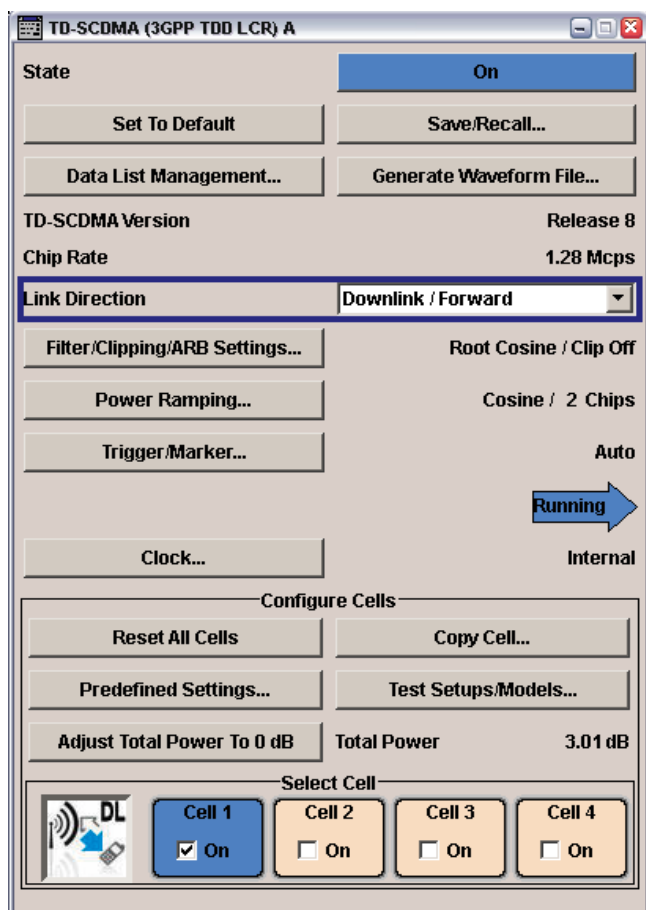 TD-SCDMA (3GPP TDD LCR) A
State On
Set To Default Save/Recall...
Data List Management... Generate Waveform File...
TD-SCDMA Version Release 8
Chip Rate 1.28 Mcps
Link Direction Downlink / Forward
Filter/Clipping/ARB Settings... Root Cosine / Clip Off
Power Ramping... Cosine / 2 Chips
Trigger/Marker... Auto
Running
Clock... Internal
Configure Cells
Reset All Cells Copy Cell...
Predefined Settings... Test Setups/Models...
Adjust Total Power To 0 dB Total Power 3.01 dB
Select Cell
DL Cell 1 Cell 2 Cell 3 Cell 4
On On On On